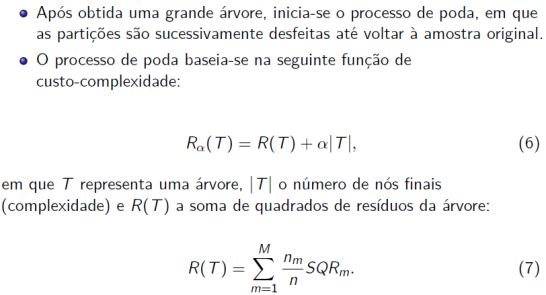 Após obtida uma grande árvore, inicia-se o processo de poda, em que
as partições são sucessivamente desfeitas até voltar à amostra original.
O processo de poda baseia-se na seguinte função de
custo-complexidade:
R_α(T) = R(T) + α|T|, (6)
em que T representa uma árvore, |T| o número de nós finais
(complexidade) e R(T) a soma de quadrados de resíduos da árvore:
R(T) = \sum_{m=1}^{M} \frac{n_m}{n} SQR_m. (7)